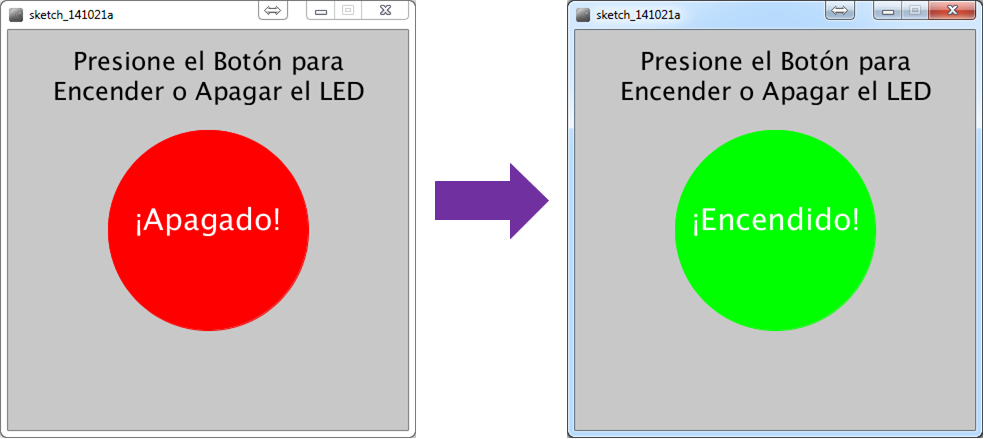 sketch_141021a
Presione el Botón para
Encender o Apagar el LED
¡Apagado!
sketch_141021a
Presione el Botón para
Encender o Apagar el LED
¡Encendido!